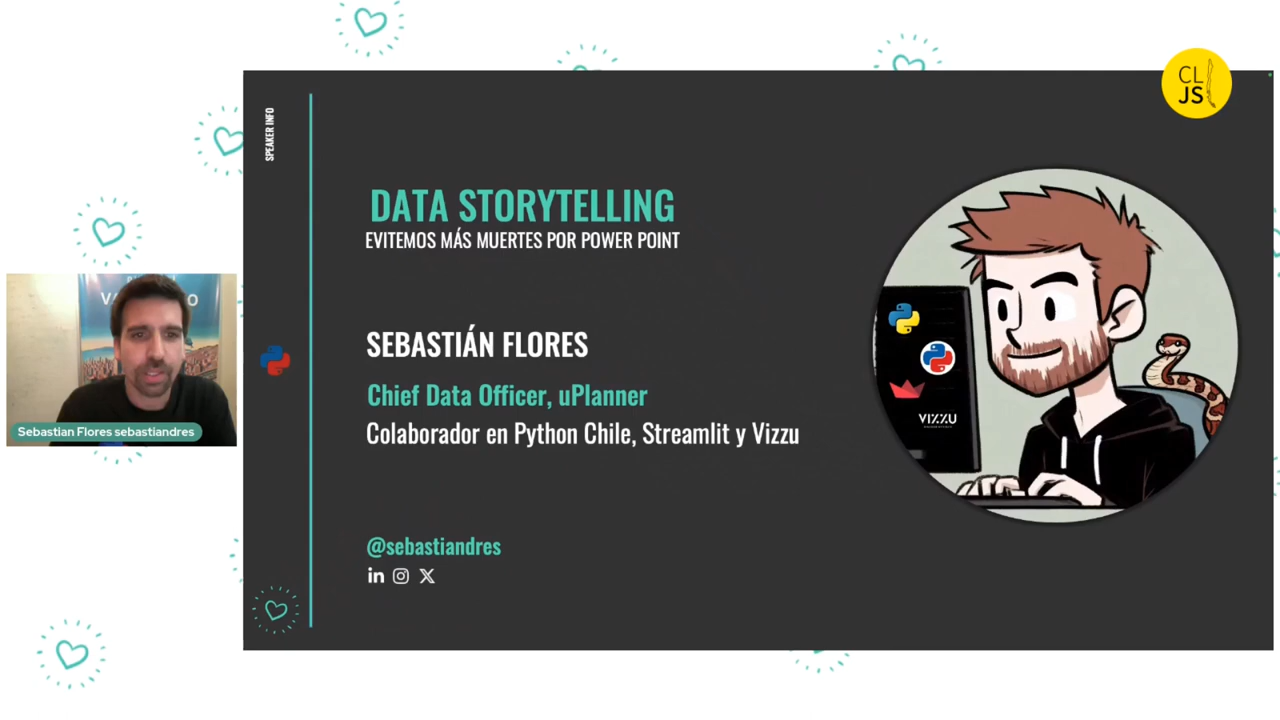 CL
JS
SPEAKER INFO
DATA STORYTELLING
EVITEMOS MÁS MUERTES POR POWER POINT
SEBASTIÁN FLORES
Chief Data Officer, uPlanner
Colaborador en Python Chile, Streamlit y Vizzu
@sebastiandres
VIZZU
Sebastian Flores sebastiandres